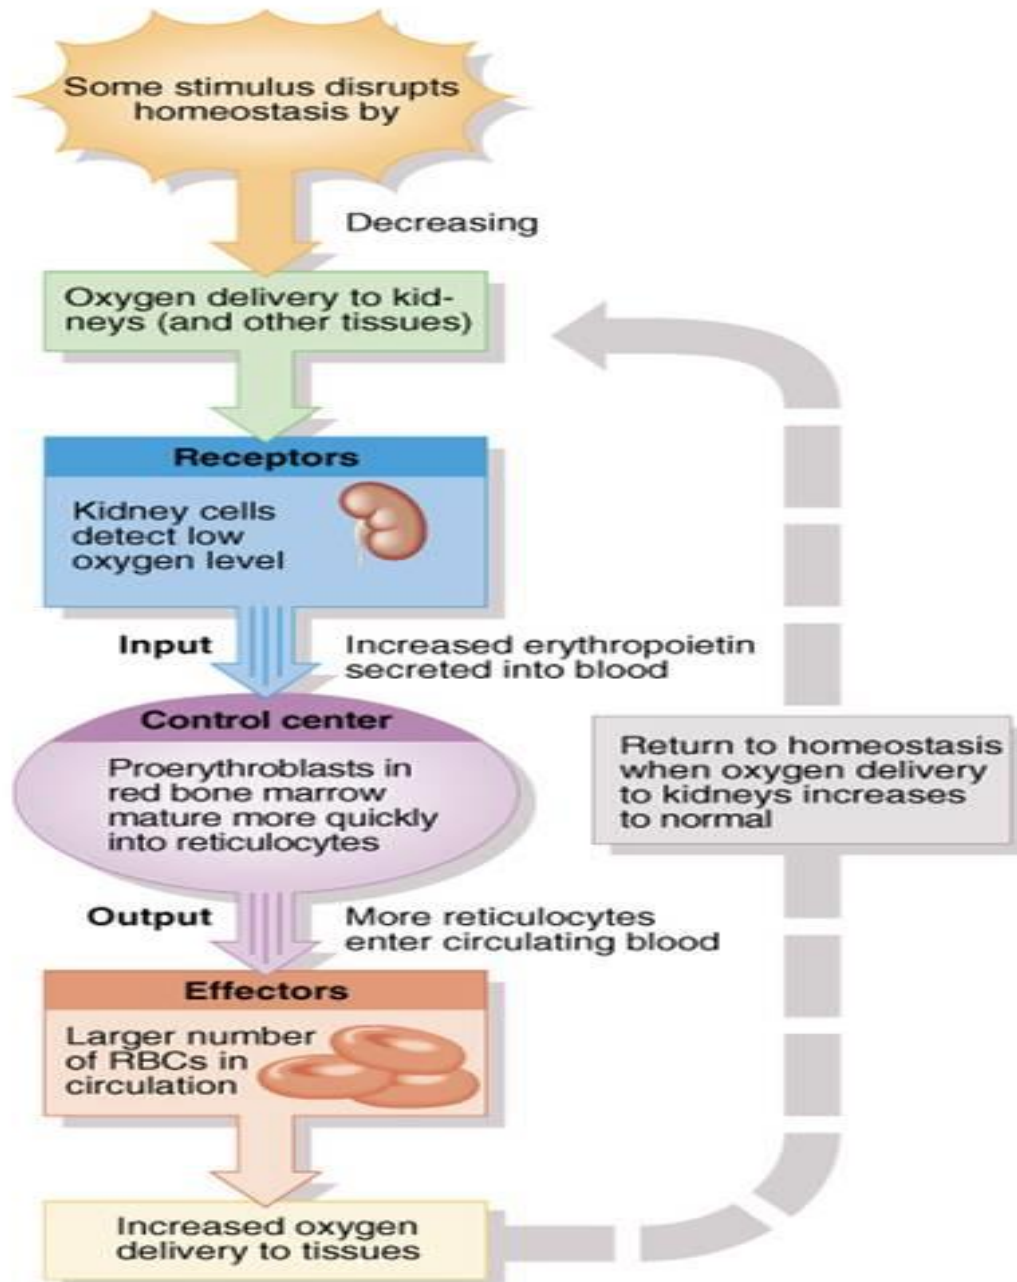 Some stimulus disrupts
homeostasis by
Decreasing
Oxygen delivery to kid-
neys (and other tissues)
Receptors
Kidney cells
detect low
oxygen level
Input
Increased erythropoietin
secreted into blood
Control center
Proerythroblasts in
red bone marrow
mature more quickly
into reticulocytes
Return to homeostasis
when oxygen delivery
to kidneys increases
to normal
Output
More reticulocytes
enter circulating blood
Effectors
Larger number
of RBCs in
circulation
Increased oxygen
delivery to tissues